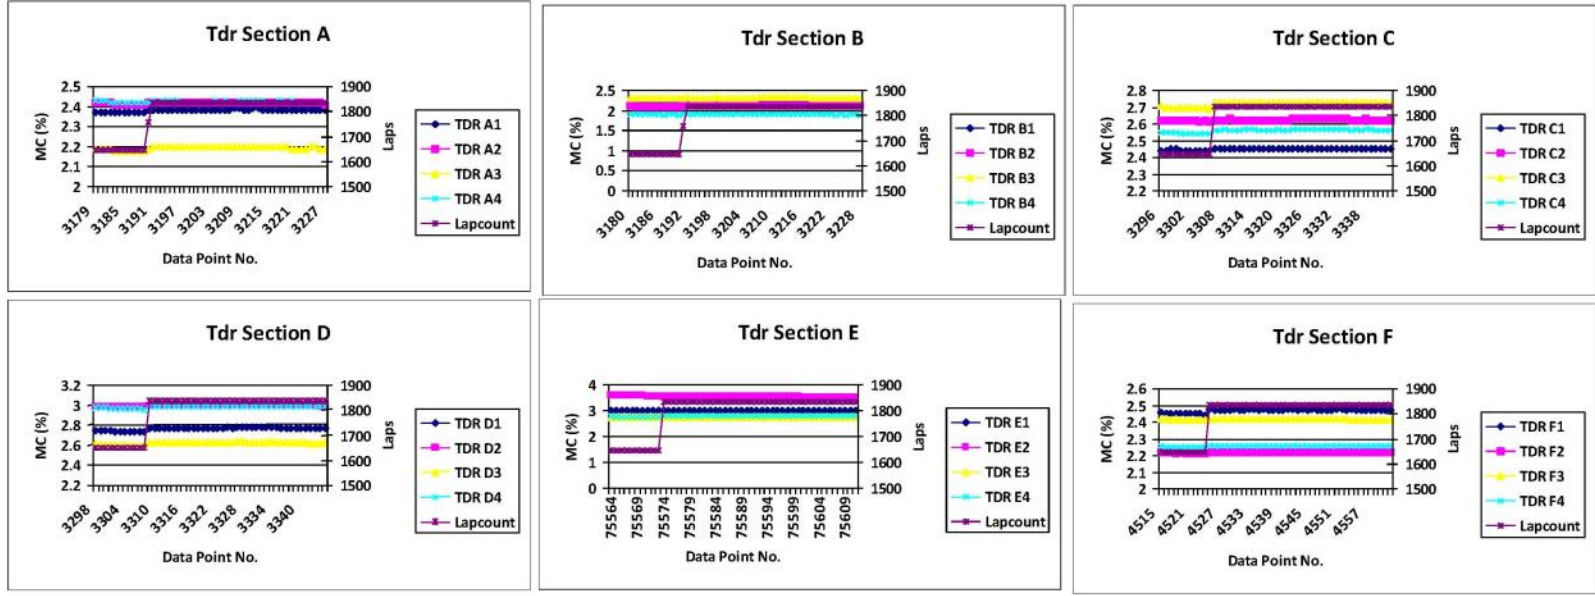 Tdr Section A
MC (%)
2.5
2.4
2.3
2.2
2.1
2
1900
1800
1700
1600
1500
Laps
3179
3185
3191
3197
3203
3209
3215
3221
3227
Data Point No.
TDR A1
TDR A2
TDR A3
TDR A4
Lapcount
Tdr Section B
MC (%)
2.5
2
1.5
1
0.5
0
1900
1800
1700
1600
1500
Laps
3180
3186
3192
3198
3204
3210
3216
3222
3228
Data Point No.
TDR B1
TDR B2
TDR B3
TDR B4
Lapcount
Tdr Section C
MC (%)
2.8
2.7
2.6
2.5
2.4
2.3
2.2
1900
1800
1700
1600
1500
Laps
3296
3302
3308
3314
3320
3326
3332
3338
Data Point No.
TDR C1
TDR C2
TDR C3
TDR C4
Lapcount
Tdr Section D
MC (%)
3.2
3
2.8
2.6
2.4
2.2
1900
1800
1700
1600
1500
Laps
3298
3304
3310
3316
3322
3328
3334
3340
Data Point No.
TDR D1
TDR D2
TDR D3
TDR D4
Lapcount
Tdr Section E
MC (%)
4
3
2
1
0
1900
1800
1700
1600
1500
Laps
75564
75569
75574
75579
75584
75589
75594
75599
75604
75609
Data Point No.
TDR E1
TDR E2
TDR E3
TDR E4
Lapcount
Tdr Section F
MC (%)
2.6
2.5
2.4
2.3
2.2
2.1
2
1900
1800
1700
1600
1500
Laps
4515
4521
4527
4533
4539
4545
4551
4557
Data Point No.
TDR F1
TDR F2
TDR F3
TDR F4
Lapcount